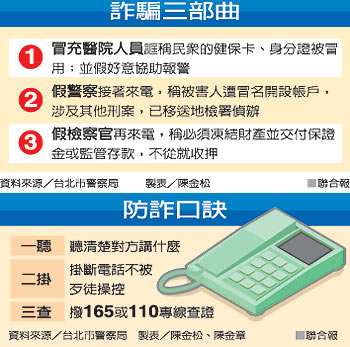 詐騙三部曲
1 冒充醫院人員誆稱民眾的健保卡、身分證被冒
用；並假好意協助報警
2 假警察接著來電，稱被害人遭冒名開設帳戶，
涉及其他刑案，已移送地檢署偵辦
3 假檢察官再來電，稱必須凍結財產並交付保證
金或監管存款，不從就收押
資料來源／台北市警察局 製表／陳金松 ■聯合報
防詐口訣
一聽 聽清楚對方講什麼
二掛 掛斷電話不被
歹徒操控
三查 撥165或110專線查證
資料來源／台北市警察局 製表／陳金松、陳金章 ■聯合報